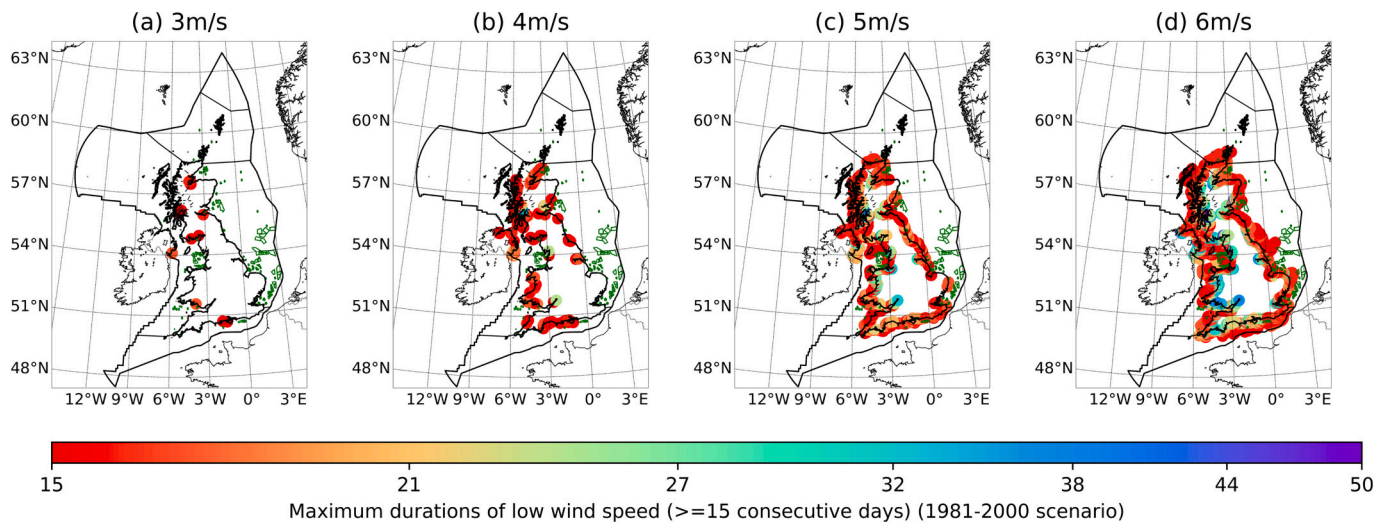 (a) 3m/s
(b) 4m/s
(c) 5m/s
(d) 6m/s
63°N
60°N
57°N
54°N
51°N
48°N
12°W 9°W 6°W 3°W 0° 3°E
63°N
60°N
57°N
54°N
51°N
48°N
12°W 9°W 6°W 3°W 0° 3°E
63°N
60°N
57°N
54°N
51°N
48°N
12°W 9°W 6°W 3°W 0° 3°E
63°N
60°N
57°N
54°N
51°N
48°N
12°W 9°W 6°W 3°W 0° 3°E
15 21 27 32 38 44 50
Maximum durations of low wind speed (>=15 consecutive days) (1981-2000 scenario)